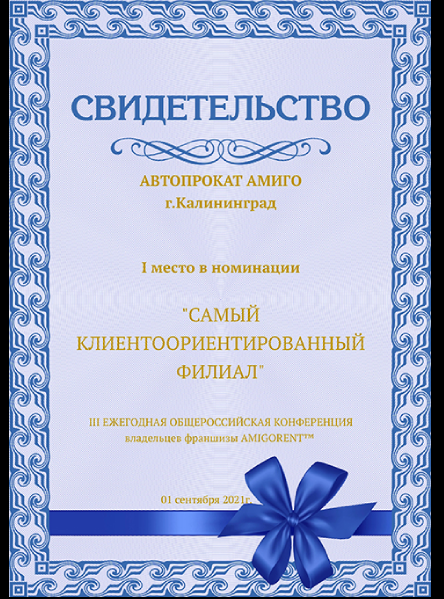 СВИДЕТЕЛЬСТВО
АВТОПРОКАТ АМИГО
г.Калининград
I место в номинации
"САМЫЙ
КЛИЕНТООРИЕНТИРОВАННЫЙ
ФИЛИАЛ"
III ЕЖЕГОДНАЯ ОБЩЕРОССИЙСКАЯ КОНФЕРЕНЦИЯ
владельцев франшизы AMIGORENT™
01 сентября 2021г.